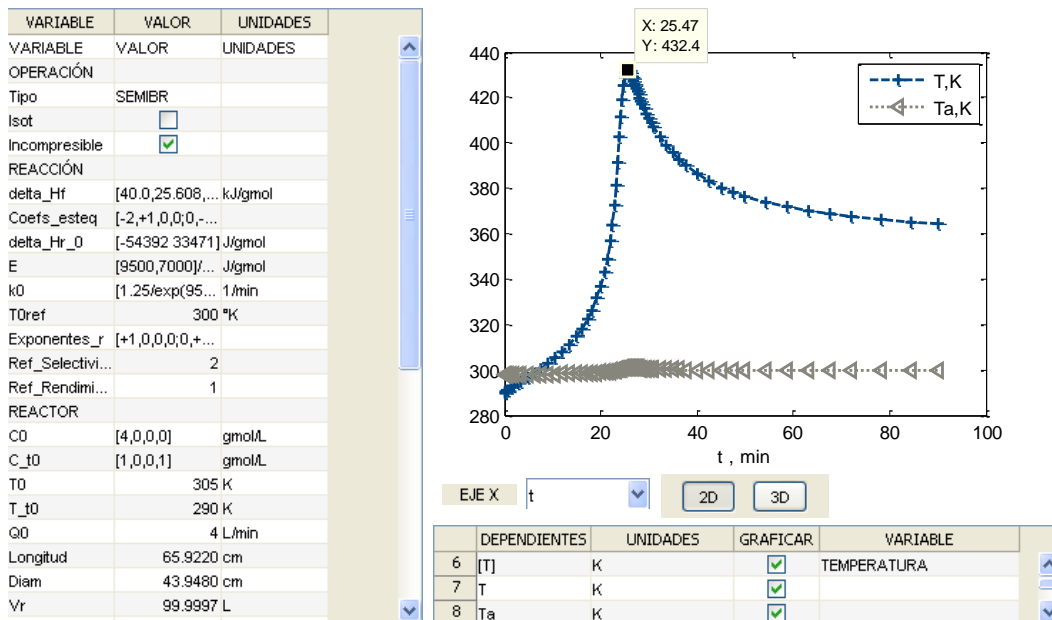 VARIABLE VALOR UNIDADES
VARIABLE VALOR UNIDADES
OPERACIÓN
Tipo SEMIBR
Isot
Incompresible
REACCIÓN
delta_Hf [40.0,25.608,... kJ/gmol
Coefs_esteq [-2,+1,0,0;0,-...
delta_Hr_0 [-54392 33471] J/gmol
E [9500,7000]/... J/gmol
k0 [1.25/exp(95... 1/min
T0ref 300 °K
Exponentes_r [+1,0,0,0;0,+...
Ref_Selectivi... 2
Ref_Rendimi... 1
REACTOR
C0 [4,0,0,0] gmol/L
C_t0 [1,0,0,1] gmol/L
T0 305 K
T_t0 290 K
Q0 4 L/min
Longitud 65.9220 cm
Diam 43.9480 cm
Vr 99.9997 L
X: 25.47
Y: 432.4
T,K
Ta,K
440
420
400
380
360
340
320
300
280
0 20 40 60 80 100
t , min
EJE X t 2D 3D
DEPENDIENTES UNIDADES GRAFICAR VARIABLE
6 [T] K TEMPERATURA
7 T K
8 Ta K